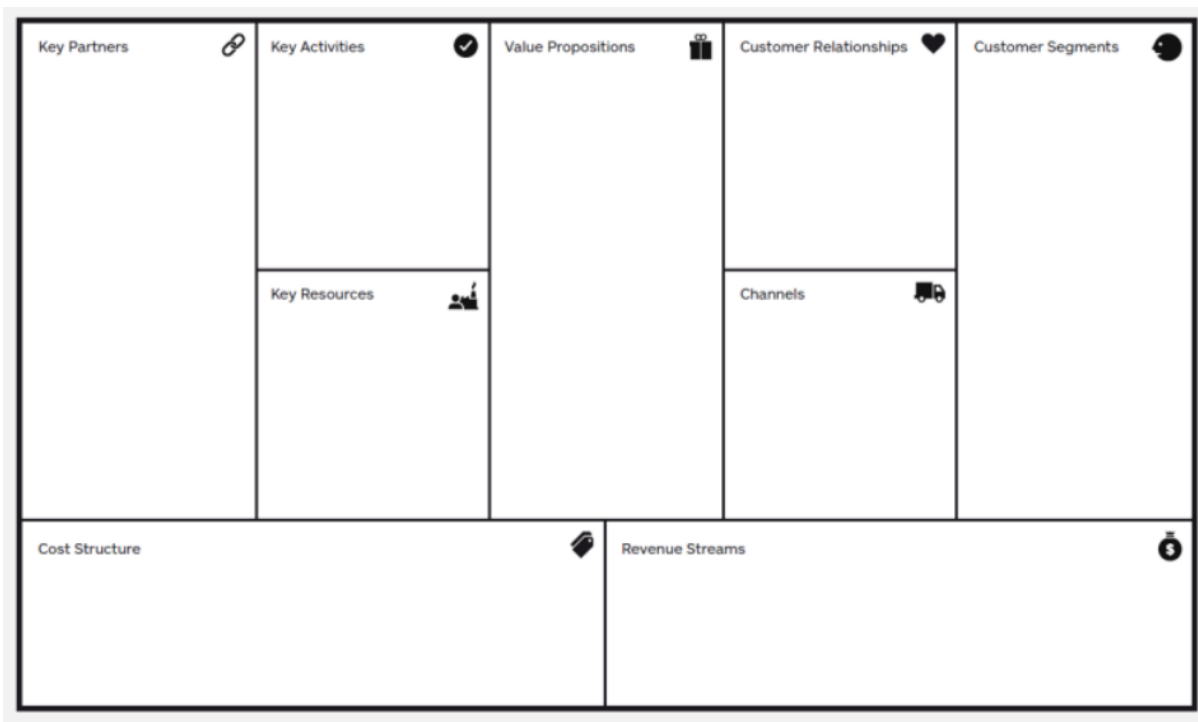 Key Partners
Key Activities
Value Propositions
Customer Relationships
Customer Segments
Key Resources
Channels
Cost Structure
Revenue Streams
$